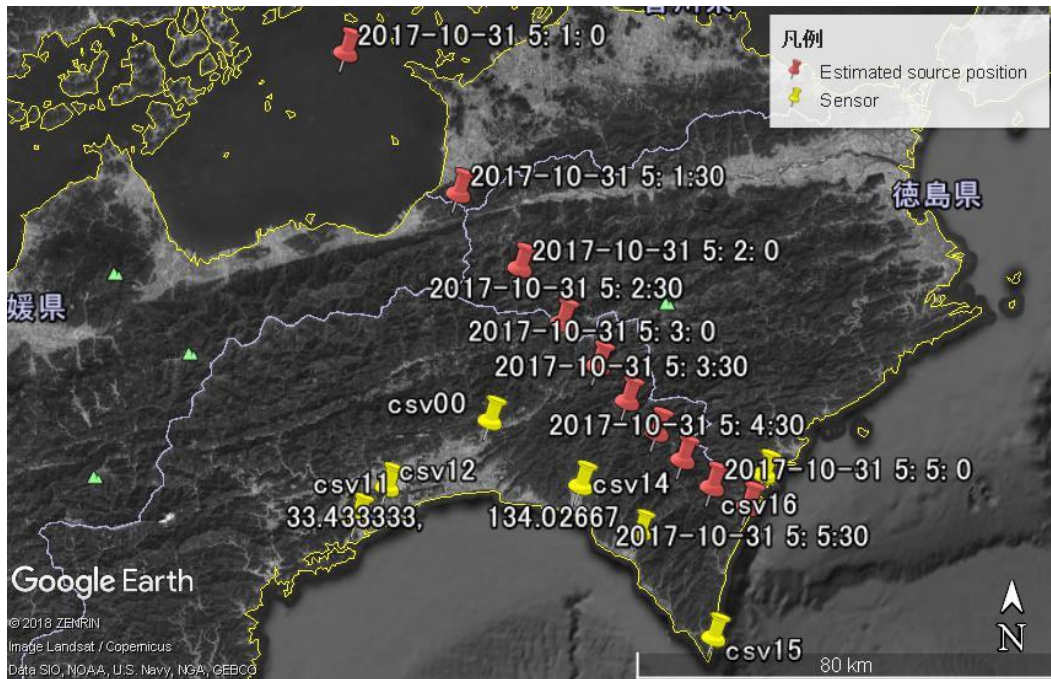 2017-10-31 5: 1:0
凡例
Estimated source position
Sensor
2017-10-31 5: 1:30
徳島県
2017-10-31 5: 2:0
2017-10-31 5: 2:30
媛県
2017-10-31 5: 3:0
2017-10-31 5: 3:30
csv00
2017-10-31 5: 4:30
2017-10-31 5: 5:0
csv12
csv11
csv14
csv16
33.433333,
134.02667,
2017-10-31 5: 5:30
Google Earth
© 2018 ZENRIN
Image Landsat / Copernicus
Data SIO, NOAA, U.S. Navy, NGA, GEBCO
csv15
80 km
N